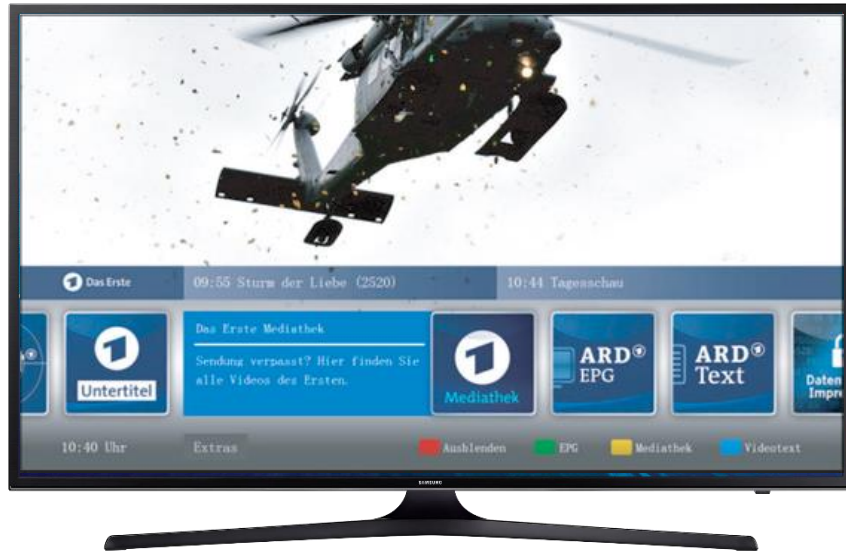 Das Erste
09:55 Sturm der Liebe (2520)
10:44 Tagesschau
Untertitel
Das Erste Mediathek
Sendung verpasst? Hier finden Sie
alle Videos des Ersten.
Mediathek
ARD
EPG
ARD
Text
Daten
Impre
10:40 Uhr
Extras
Ausblenden
EPG
Mediathek
Videotext
SAMSUNG